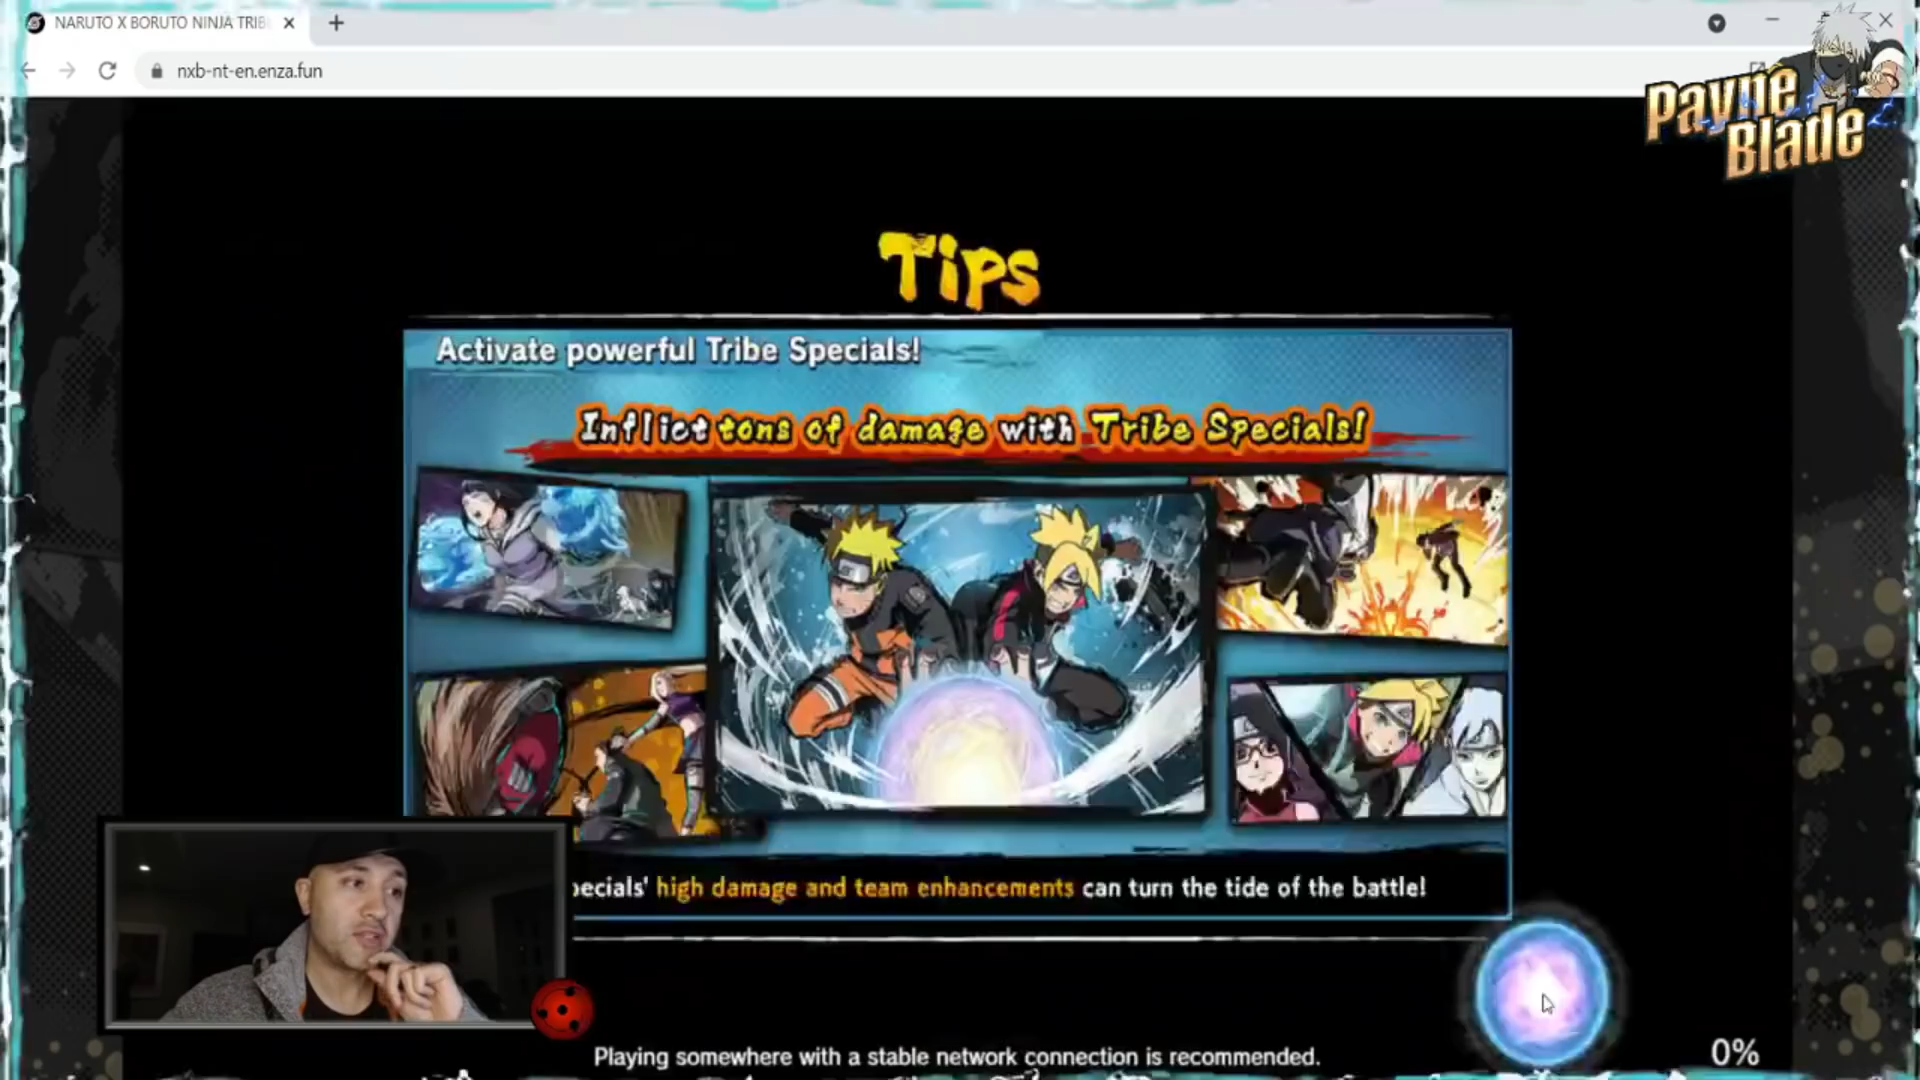 NARUTO X BORUTO NINJA TRIB
nxb-nt-en.enza.fun
Payne
Blade
Tips
Activate powerful Tribe Specials!
Inflict tons of damage with Tribe Specials!
pecials' high damage and team enhancements can turn the tide of the battle!
Playing somewhere with a stable network connection is recommended.
0%